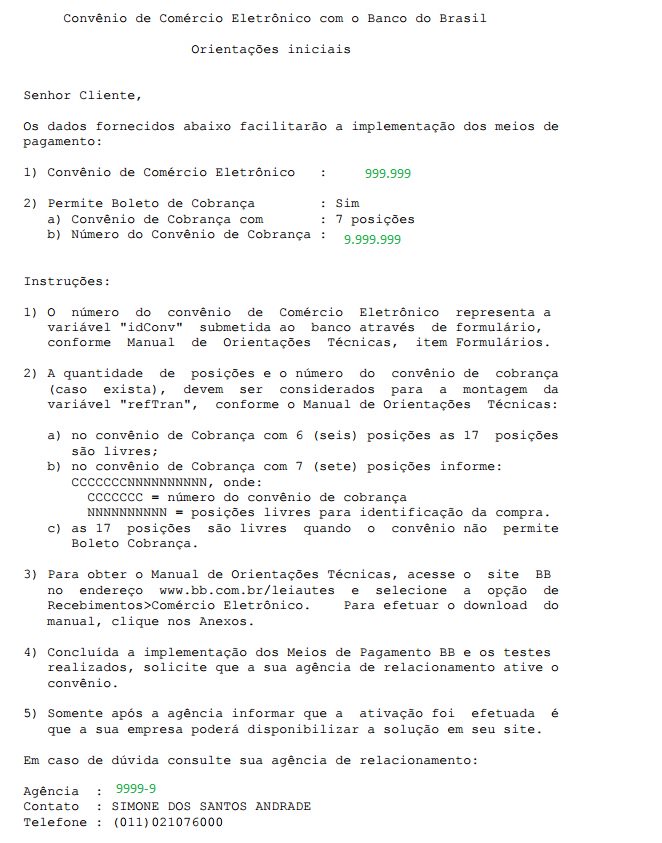 Convênio de Comércio Eletrônico com o Banco do Brasil
Orientações iniciais
Senhor Cliente,
Os dados fornecidos abaixo facilitarão a implementação dos meios de
pagamento:
1) Convênio de Comércio Eletrônico : 999.999
2) Permite Boleto de Cobrança : Sim
a) Convênio de Cobrança com : 7 posições
b) Número do Convênio de Cobrança : 9.999.999
Instruções:
1) O número do convênio de Comércio Eletrônico representa a
variável "idConv" submetida ao banco através de formulário,
conforme Manual de Orientações Técnicas, item Formulários.
2) A quantidade de posições e o número do convênio de cobrança
(caso exista), devem ser considerados para a montagem da
variável "refTran", conforme o Manual de Orientações Técnicas:
a) no convênio de Cobrança com 6 (seis) posições as 17 posições
são livres;
b) no convênio de Cobrança com 7 (sete) posições informe:
CCCCCCCNNNNNNNNNN, onde:
CCCCCCC = número do convênio de cobrança
NNNNNNNNNN = posições livres para identificação da compra.
c) as 17 posições são livres quando o convênio não permite
Boleto Cobrança.
3) Para obter o Manual de Orientações Técnicas, acesse o site BB
no endereço www.bb.com.br/leiautes e selecione a opção de
Recebimentos>Comércio Eletrônico. Para efetuar o download do
manual, clique nos Anexos.
4) Concluída a implementação dos Meios de Pagamento BB e os testes
realizados, solicite que a sua agência de relacionamento ative o
convênio.
5) Somente após a agência informar que a ativação foi efetuada é
que a sua empresa poderá disponibilizar a solução em seu site.
Em caso de dúvida consulte sua agência de relacionamento:
Agência : 9999-9
Contato : SIMONE DOS SANTOS ANDRADE
Telefone : (011)021076000